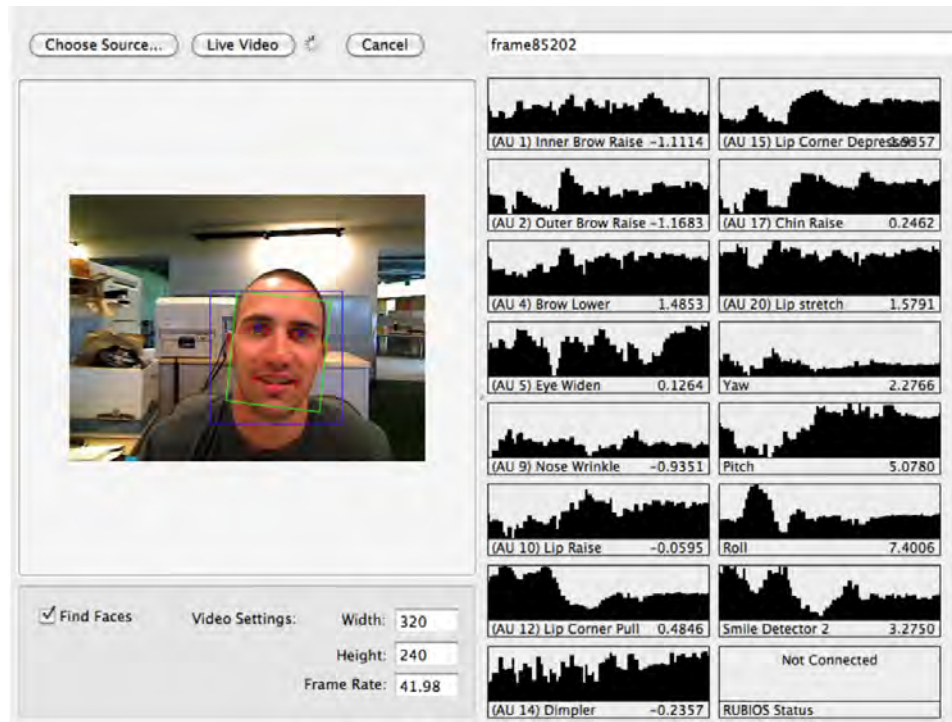 Choose Source...
Live Video
Cancel
frame85202
(AU 1) Inner Brow Raise -1.1114
(AU 15) Lip Corner Depressor
(AU 2) Outer Brow Raise -1.1683
(AU 17) Chin Raise 0.2462
(AU 4) Brow Lower 1.4853
(AU 20) Lip stretch 1.5791
(AU 5) Eye Widen 0.1264
Yaw 2.2766
(AU 9) Nose Wrinkle -0.9351
Pitch 5.0780
(AU 10) Lip Raise -0.0595
Roll 7.4006
(AU 12) Lip Corner Pull 0.4846
Smile Detector 2 3.2750
(AU 14) Dimpler -0.2357
Not Connected
RUBIOS Status
Find Faces
Video Settings:
Width: 320
Height: 240
Frame Rate: 41.98